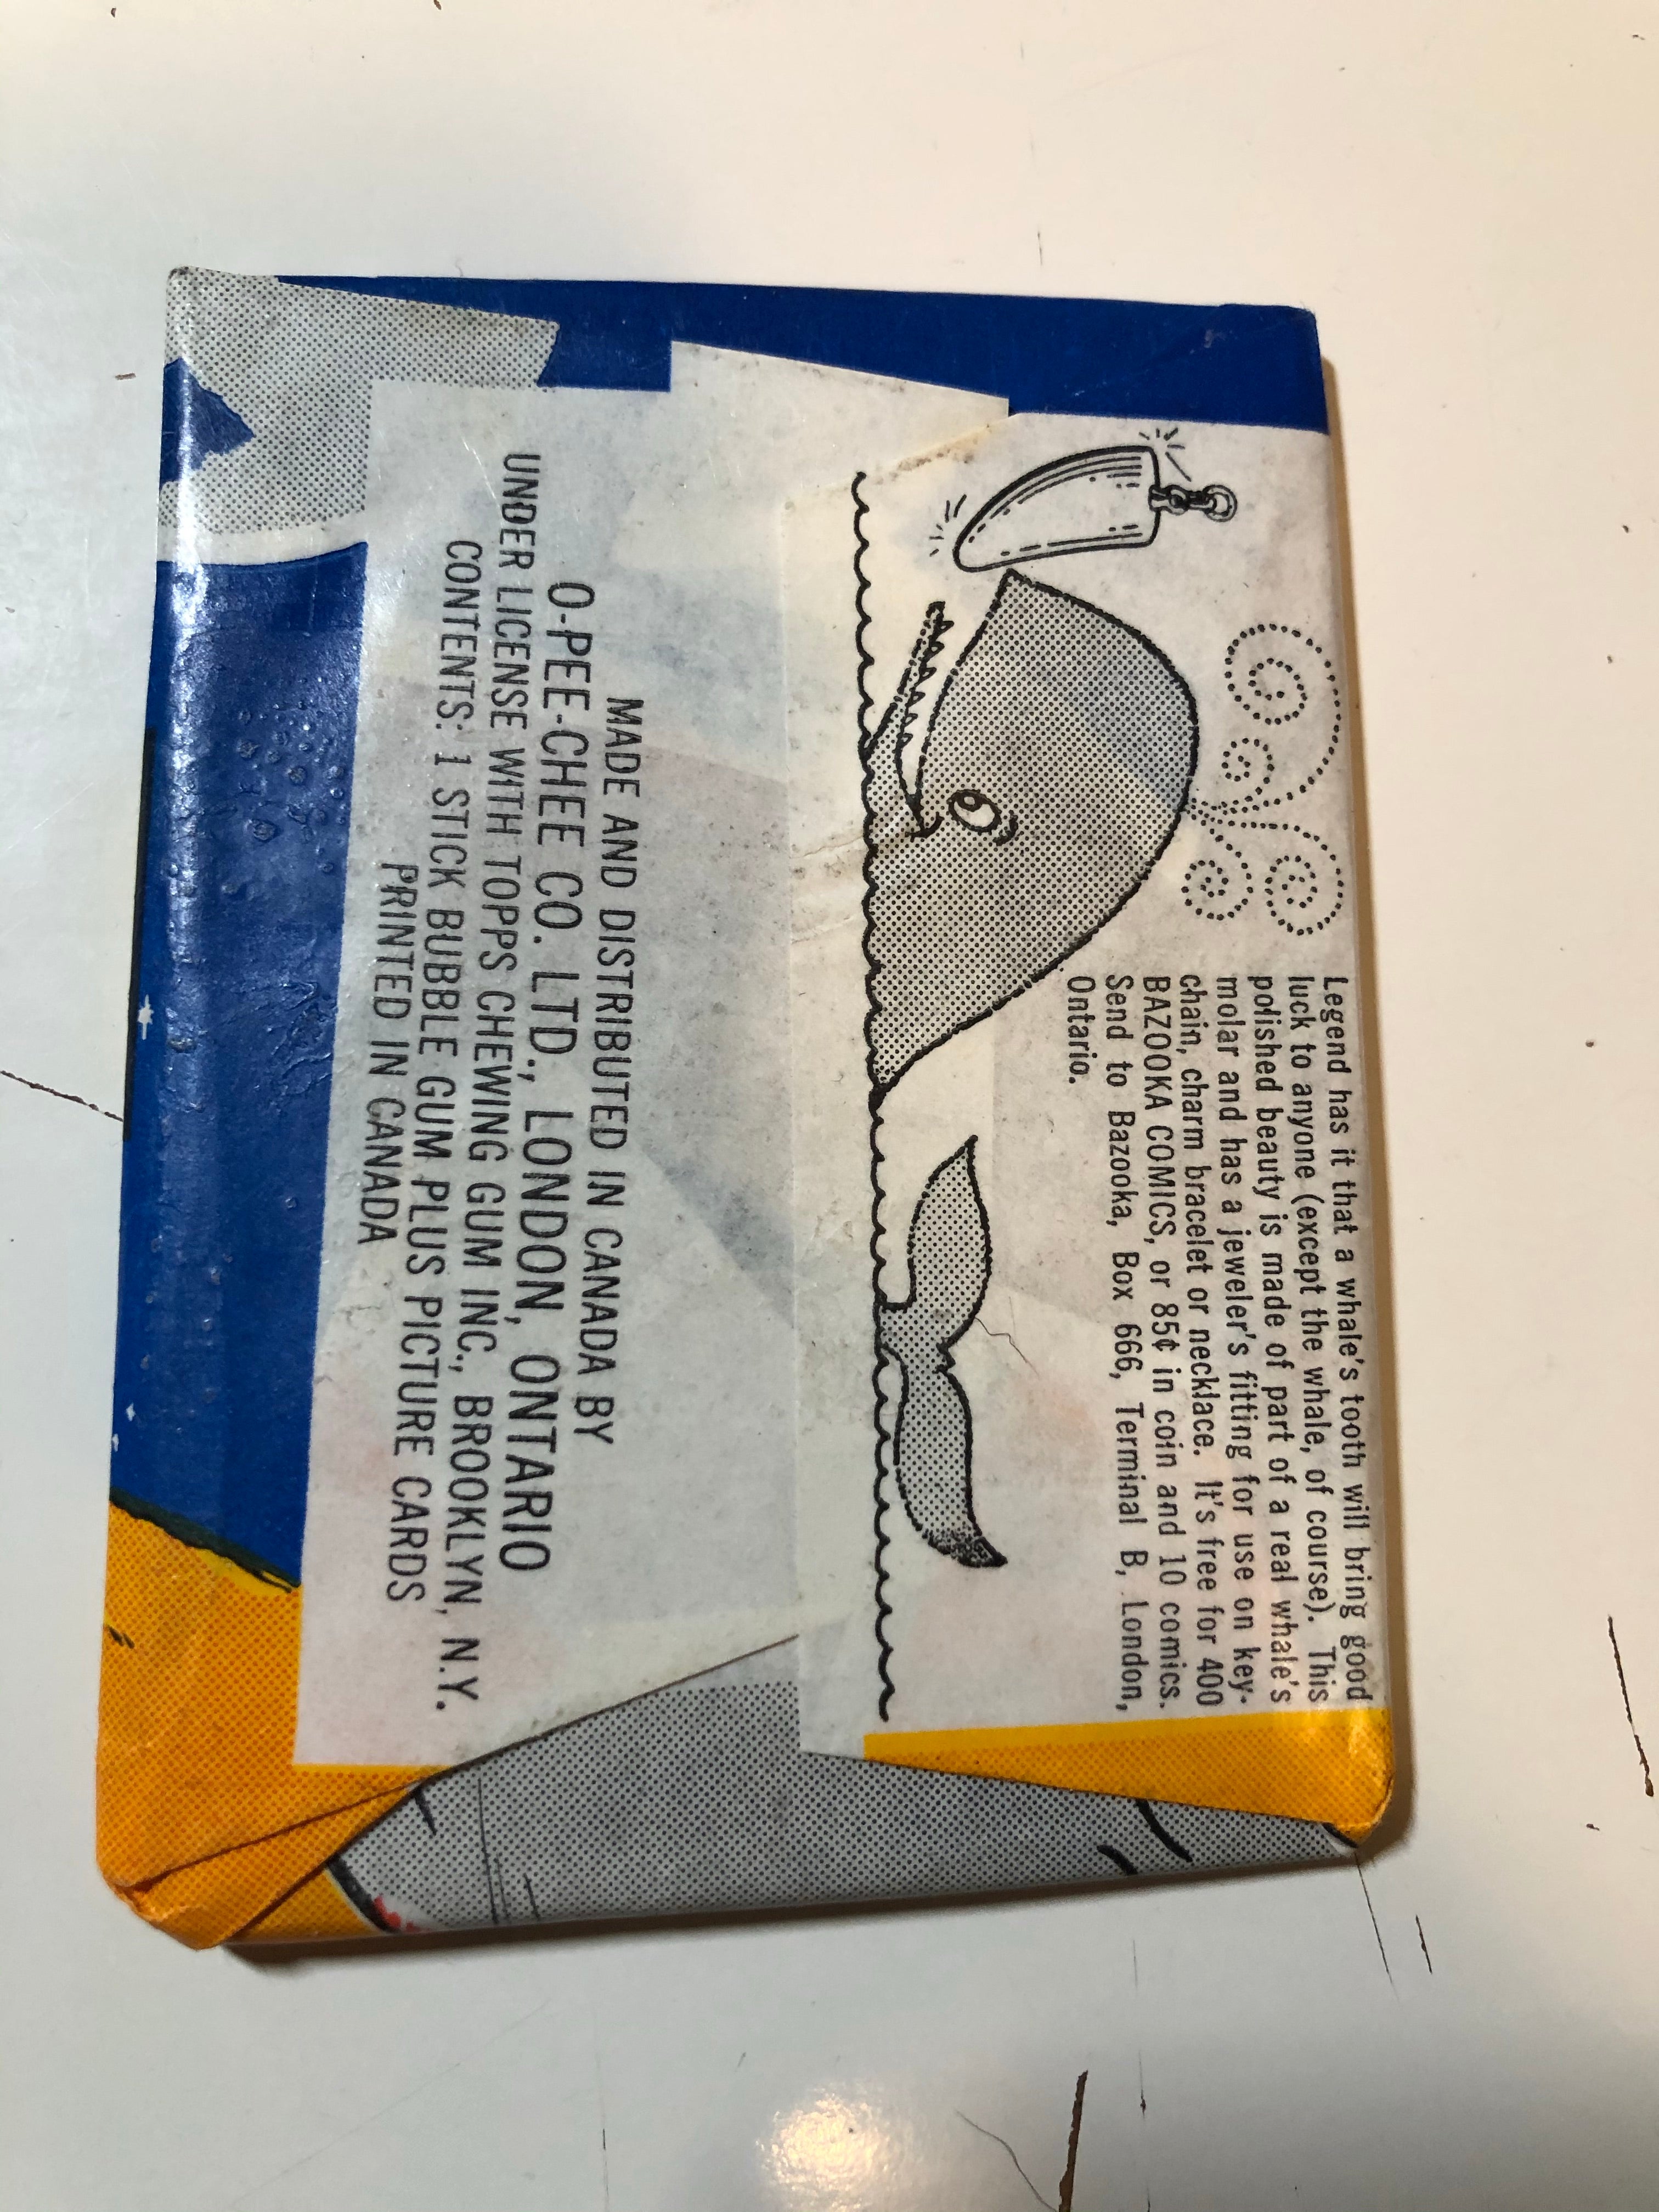 Legend has it that a whale's tooth will bring good
luck to anyone (except the whale, of course). This
polished beauty is made of part of a real whale's
molar and has a jeweler's fitting for use on key-
chain, charm bracelet or necklace. It's free for 400
BAZOOKA COMICS, or 85¢ in coin and 10 comics.
Send to Bazooka, Box 666, Terminal B, London,
Ontario.
MADE AND DISTRIBUTED IN CANADA BY
O-PEE-CHEE CO. LTD., LONDON, ONTARIO
UNDER LICENSE WITH TOPPS CHEWING GUM INC., BROOKLYN, N.Y.
CONTENTS: 1 STICK BUBBLE GUM PLUS PICTURE CARDS
PRINTED IN CANADA